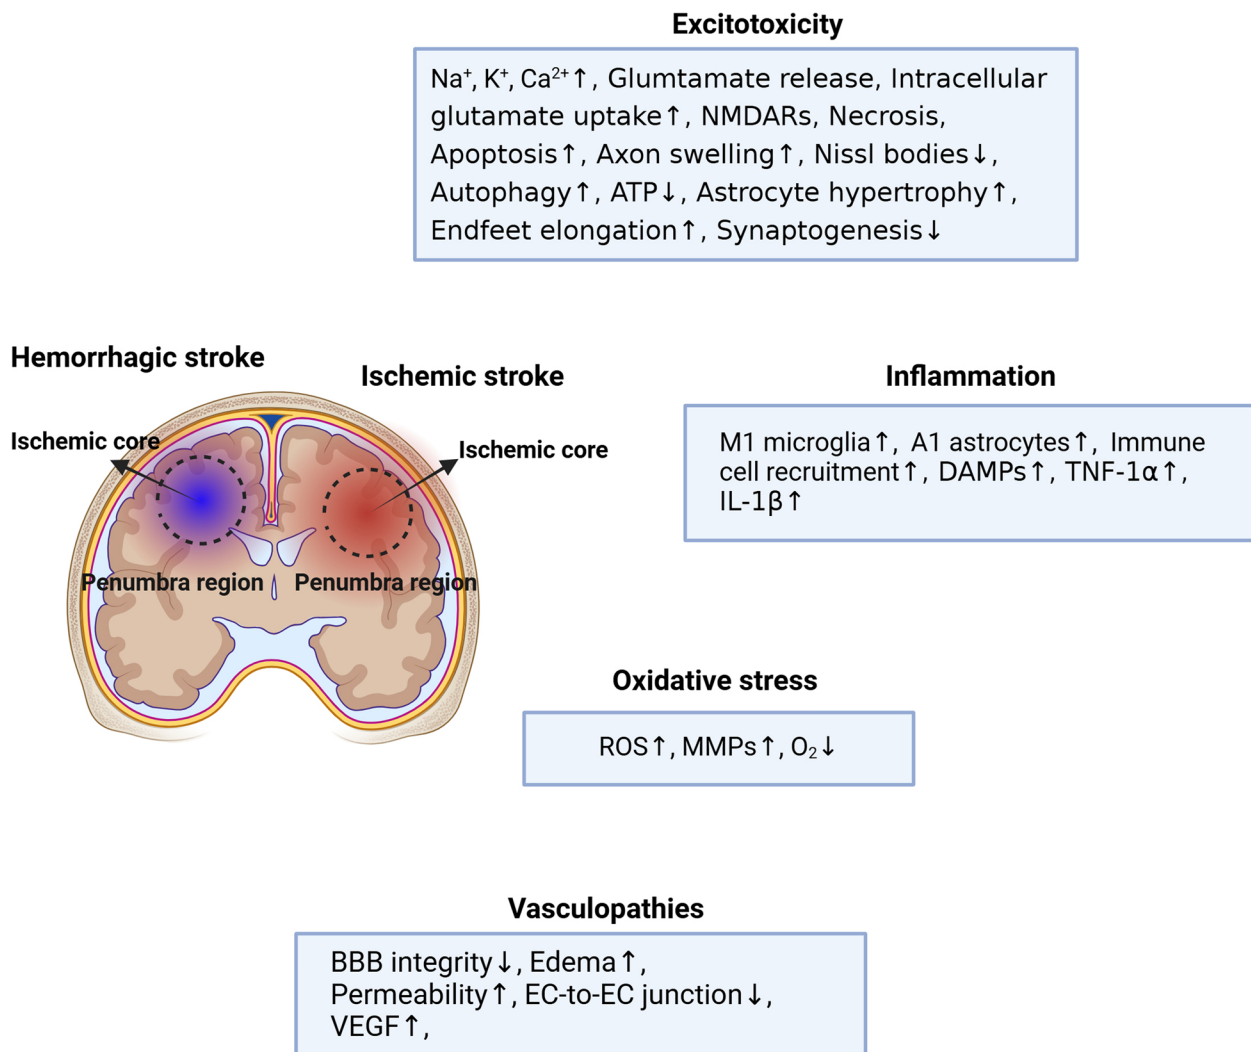 Excitotoxicity
Na⁺, K⁺, Ca²⁺↑, Glumtamate release, Intracellular
glutamate uptake↑, NMDARs, Necrosis,
Apoptosis↑, Axon swelling↑, Nissl bodies↓,
Autophagy↑, ATP↓, Astrocyte hypertrophy↑,
Endfeet elongation↑, Synaptogenesis↓
Hemorrhagic stroke
Ischemic stroke
Ischemic core
Ischemic core
Penumbra region
Penumbra region
Inflammation
M1 microglia↑, A1 astrocytes↑, Immune
cell recruitment↑, DAMPs↑, TNF-1α↑,
IL-1β↑
Oxidative stress
ROS↑, MMPs↑, O₂↓
Vasculopathies
BBB integrity↓, Edema↑,
Permeability↑, EC-to-EC junction↓,
VEGF↑,